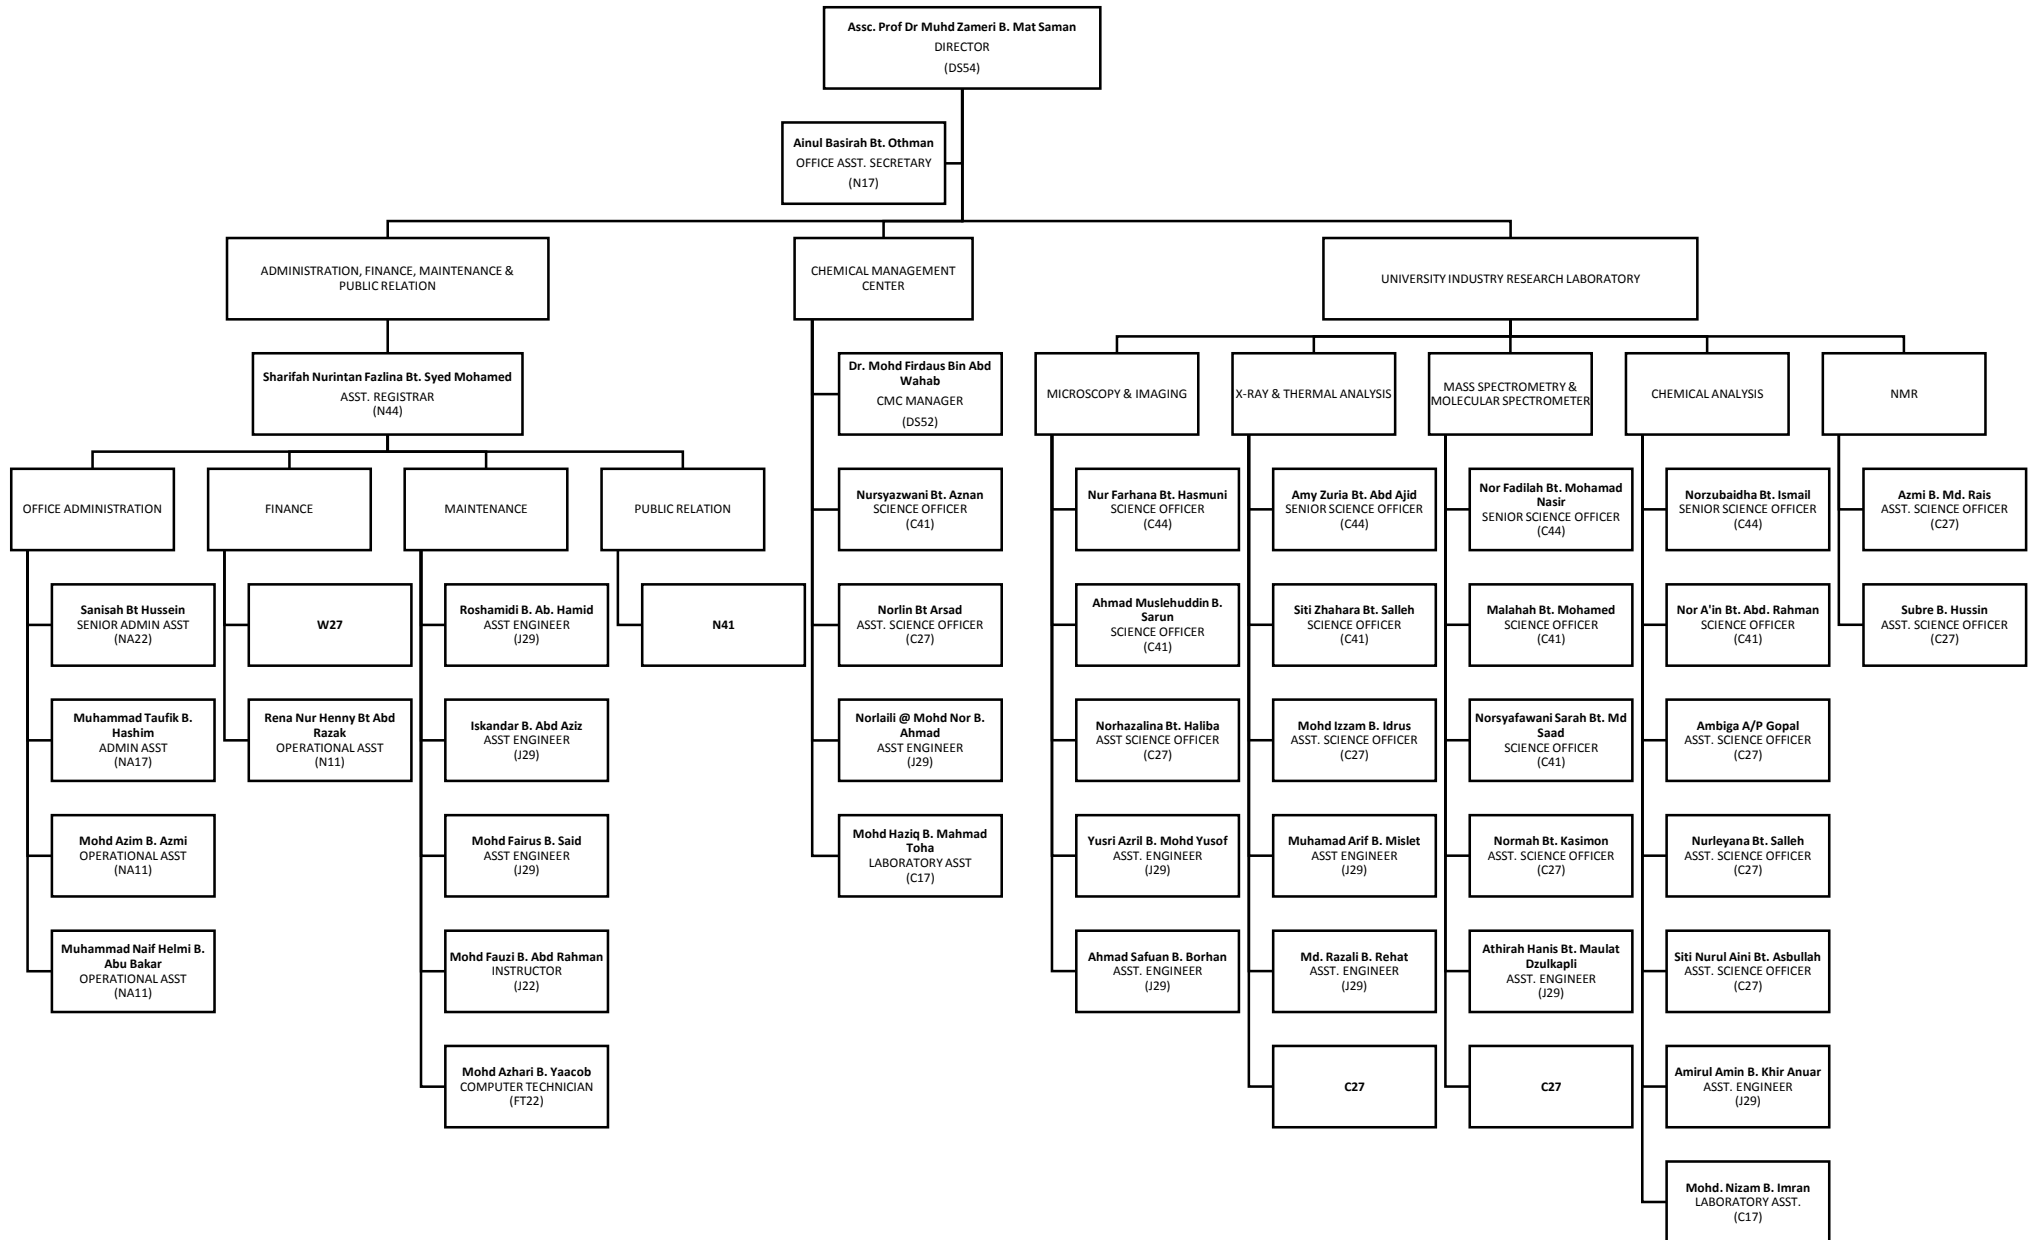 Assc. Prof Dr Muhd Zameri B. Mat Saman
DIRECTOR
(DS54)
Ainul Basirah Bt. Othman
OFFICE ASST. SECRETARY
(N17)
ADMINISTRATION, FINANCE, MAINTENANCE &
PUBLIC RELATION
Sharifah Nurintan Fazlina Bt. Syed Mohamed
ASST. REGISTRAR
(N44)
OFFICE ADMINISTRATION
Sanisah Bt Hussein
SENIOR ADMIN ASST
(NA22)
Muhammad Taufik B.
Hashim
ADMIN ASST
(NA17)
Mohd Azim B. Azmi
OPERATIONAL ASST
(NA11)
Muhammad Naif Helmi B.
Abu Bakar
OPERATIONAL ASST
(NA11)
FINANCE
W27
Rena Nur Henny Bt Abd
Razak
OPERATIONAL ASST
(N11)
MAINTENANCE
Roshamidi B. Ab. Hamid
ASST ENGINEER
(J29)
Iskandar B. Abd Aziz
ASST ENGINEER
(J29)
Mohd Fairus B. Said
ASST ENGINEER
(J29)
Mohd Fauzi B. Abd Rahman
INSTRUCTOR
(J22)
Mohd Azhari B. Yaacob
COMPUTER TECHNICIAN
(FT22)
PUBLIC RELATION
N41
CHEMICAL MANAGEMENT
CENTER
Dr. Mohd Firdaus Bin Abd
Wahab
CMC MANAGER
(DS52)
Nursyazwani Bt. Aznan
SCIENCE OFFICER
(C41)
Norlin Bt Arsad
ASST. SCIENCE OFFICER
(C27)
Norlaili @ Mohd Nor B.
Ahmad
ASST ENGINEER
(J29)
Mohd Haziq B. Mahmad
Toha
LABORATORY ASST
(C17)
UNIVERSITY INDUSTRY RESEARCH LABORATORY
MICROSCOPY & IMAGING
Nur Farhana Bt. Hasmuni
SCIENCE OFFICER
(C44)
Ahmad Muslehuddin B.
Sarun
SCIENCE OFFICER
(C41)
Norhazalina Bt. Haliba
ASST SCIENCE OFFICER
(C27)
Yusri Azril B. Mohd Yusof
ASST. ENGINEER
(J29)
Ahmad Safuan B. Borhan
ASST. ENGINEER
(J29)
X-RAY & THERMAL ANALYSIS
Amy Zuria Bt. Abd Ajid
SENIOR SCIENCE OFFICER
(C44)
Siti Zhahara Bt. Salleh
SCIENCE OFFICER
(C41)
Mohd Izzam B. Idrus
ASST. SCIENCE OFFICER
(C27)
Muhamad Arif B. Mislet
ASST ENGINEER
(J29)
Md. Razali B. Rehat
ASST. ENGINEER
(J29)
C27
MASS SPECTROMETRY &
MOLECULAR SPECTROMETER
Nor Fadilah Bt. Mohamad
Nasir
SENIOR SCIENCE OFFICER
(C44)
Malahah Bt. Mohamed
SCIENCE OFFICER
(C41)
Norsyafawani Sarah Bt. Md
Saad
SCIENCE OFFICER
(C41)
Normah Bt. Kasimon
ASST. SCIENCE OFFICER
(C27)
Athirah Hanis Bt. Maulat
Dzulkapli
ASST. ENGINEER
(J29)
C27
CHEMICAL ANALYSIS
Norzubaidha Bt. Ismail
SENIOR SCIENCE OFFICER
(C44)
Nor A'in Bt. Abd. Rahman
SCIENCE OFFICER
(C41)
Ambiga A/P Gopal
ASST. SCIENCE OFFICER
(C27)
Nurleyana Bt. Salleh
ASST. SCIENCE OFFICER
(C27)
Siti Nurul Aini Bt. Asbullah
ASST. SCIENCE OFFICER
(C27)
Amirul Amin B. Khir Anuar
ASST. ENGINEER
(J29)
Mohd. Nizam B. Imran
LABORATORY ASST.
(C17)
NMR
Azmi B. Md. Rais
ASST. SCIENCE OFFICER
(C27)
Subre B. Hussin
ASST. SCIENCE OFFICER
(C27)